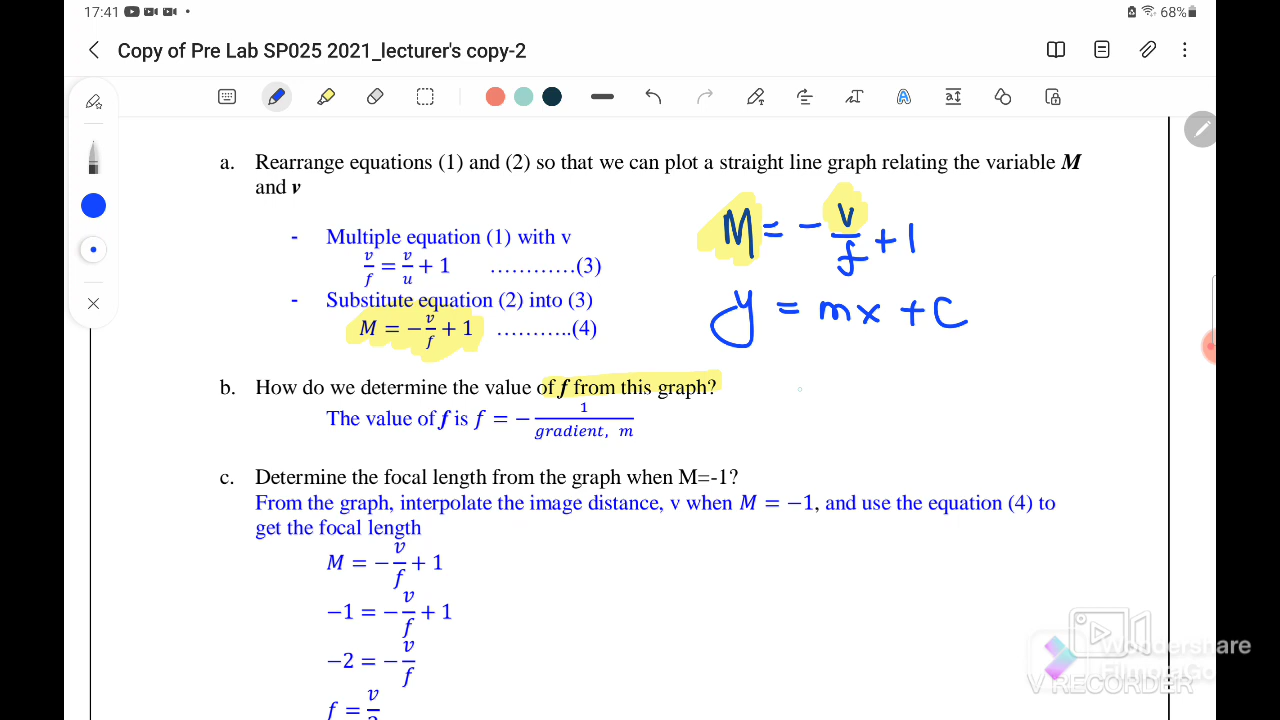 17:41 68%
Copy of Pre Lab SP025 2021_lecturer's copy-2
a. Rearrange equations (1) and (2) so that we can plot a straight line graph relating the variable M
and v
- Multiple equation (1) with v
v/f = v/u + 1 …………(3)
- Substitute equation (2) into (3)
M = −v/f + 1 ………..(4)
M = - v/f + 1
y = mx + c
b. How do we determine the value of f from this graph?
The value of f is f = − 1/gradient, m
c. Determine the focal length from the graph when M=-1?
From the graph, interpolate the image distance, v when M = −1, and use the equation (4) to
get the focal length
M = −v/f + 1
−1 = −v/f + 1
−2 = −v/f
f = v/2
Wondershare
FilmoraGo
V RECORDER